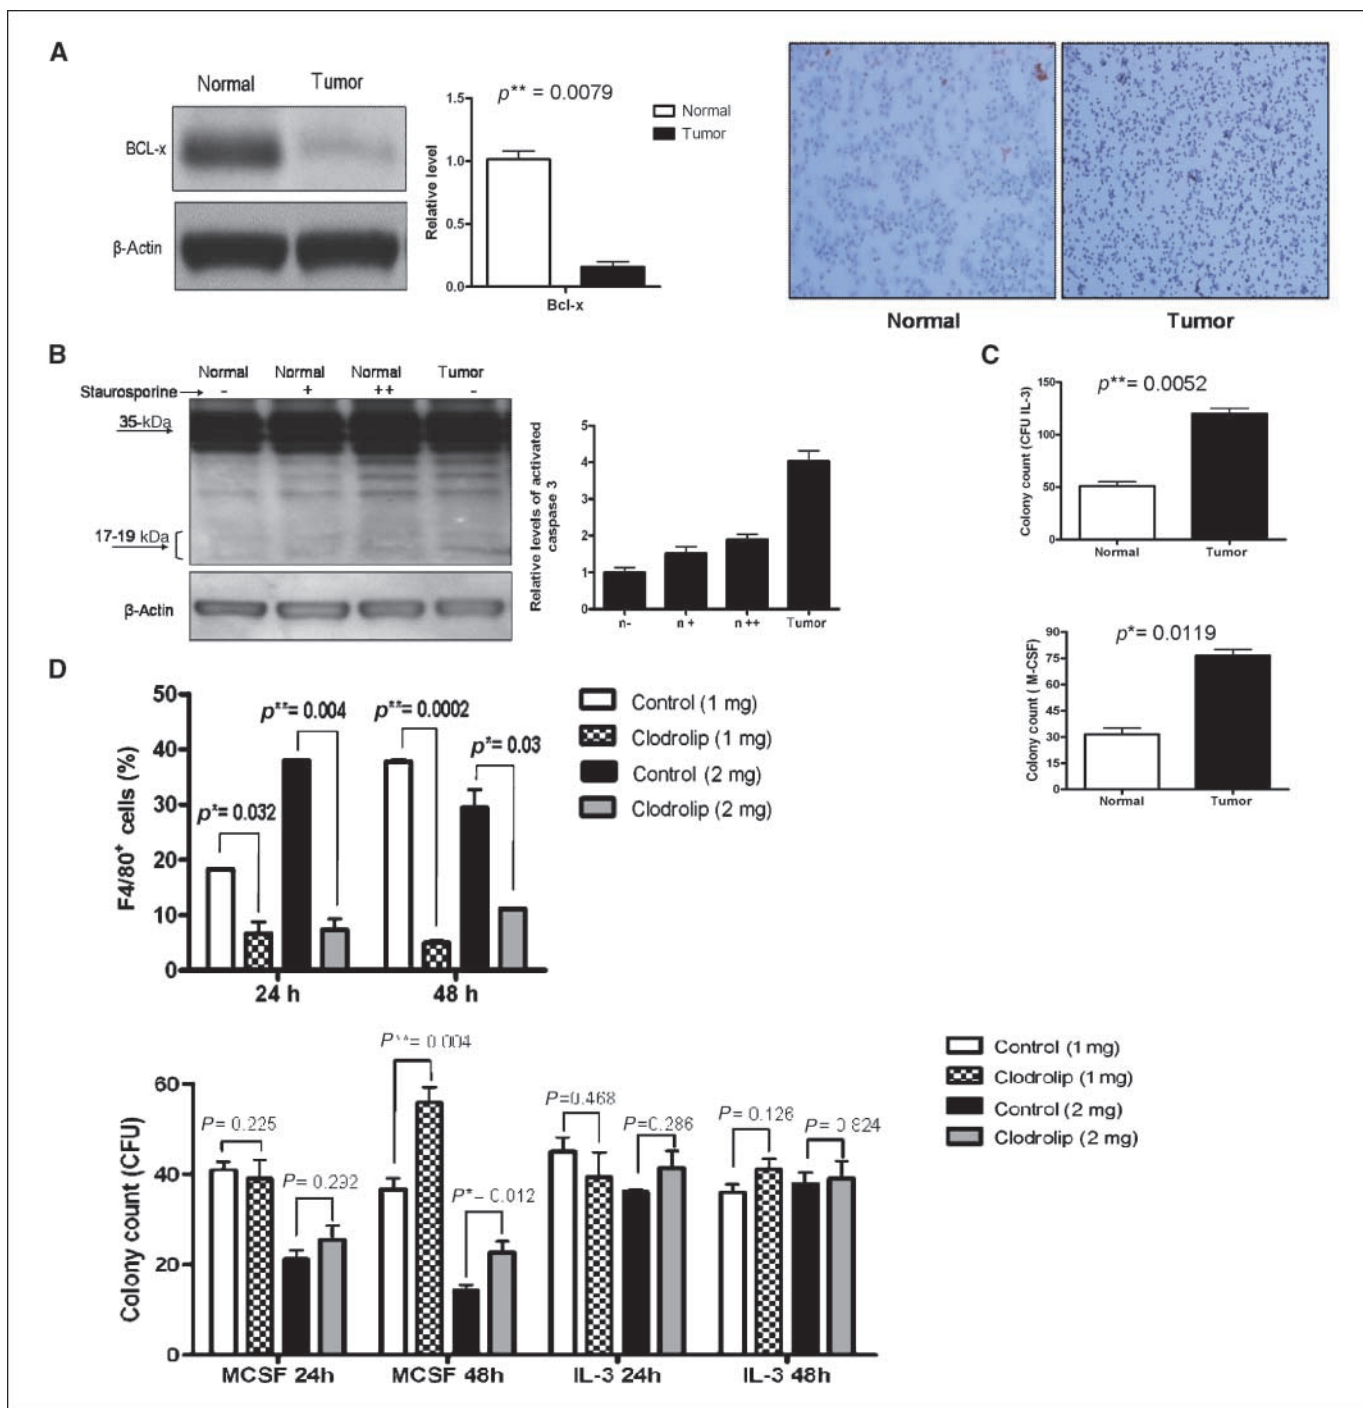 A
Normal Tumor
BCL-x
β-Actin
p** = 0.0079
Normal
Tumor
Relative level
1.5
1.0
0.5
0.0
Bcl-x
Normal
Tumor
B
Normal Normal Normal Tumor
Staurosporine - + ++ -
35-kDa
17-19 kDa
β-Actin
Relative levels of activated
caspase 3
5
4
3
2
1
0
n- n + n ++ Tumor
C
p**= 0.0052
Colony count (CFU IL-3)
150
100
50
0
Normal Tumor
p*= 0.0119
Colony count ( M-CSF)
90
75
60
45
30
15
0
Normal Tumor
D
F4/80+ cells (%)
50
40
30
20
10
0
p*= 0.032
p**= 0.004
p**= 0.0002
p*= 0.03
24 h 48 h
Control (1 mg)
Clodrolip (1 mg)
Control (2 mg)
Clodrolip (2 mg)
Colony count (CFU)
60
40
20
0
P= 0.225
P= 0.292
P**= 0.004
P*= 0.012
P=0.468
P=0.286
P= 0.126
P= 0.824
MCSF 24h MCSF 48h IL-3 24h IL-3 48h
Control (1 mg)
Clodrolip (1 mg)
Control (2 mg)
Clodrolip (2 mg)